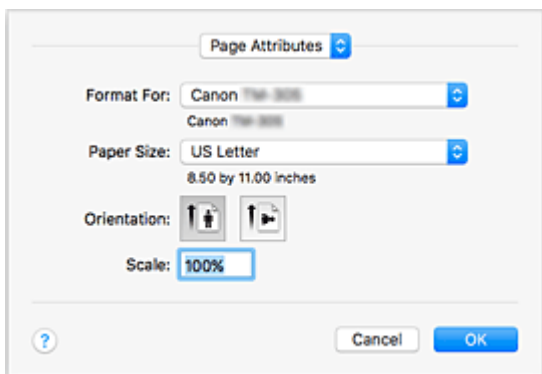 Page Attributes
Format For: Canon
Canon
Paper Size: US Letter
8.50 by 11.00 inches
Orientation:
Scale: 100%
? Cancel OK